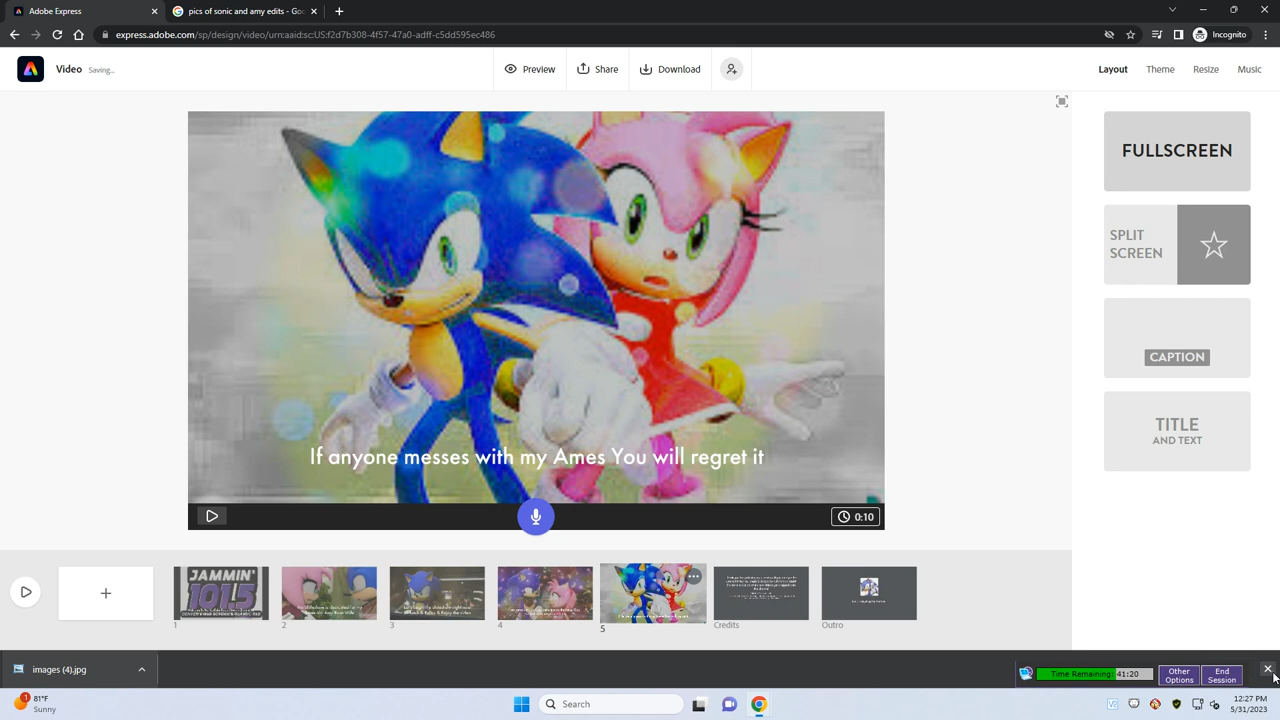 Adobe Express
pics of sonic and amy edits - Goo
express.adobe.com/sp/design/video/urn:aaid:sc:US:f2d7b308-4f57-47a0-adff-c5dd595ec486
Incognito
Video Saving...
Preview
Share
Download
Layout
Theme
Resize
Music
FULLSCREEN
SPLIT
SCREEN
CAPTION
TITLE
AND TEXT
If anyone messes with my Ames You will regret it
0:10
JAMMIN'
101.5
1
2
3
4
5
Credits
Outro
images (4).jpg
Time Remaining: 41:20
Other
Options
End
Session
81°F
Sunny
Search
12:27 PM
5/31/2023